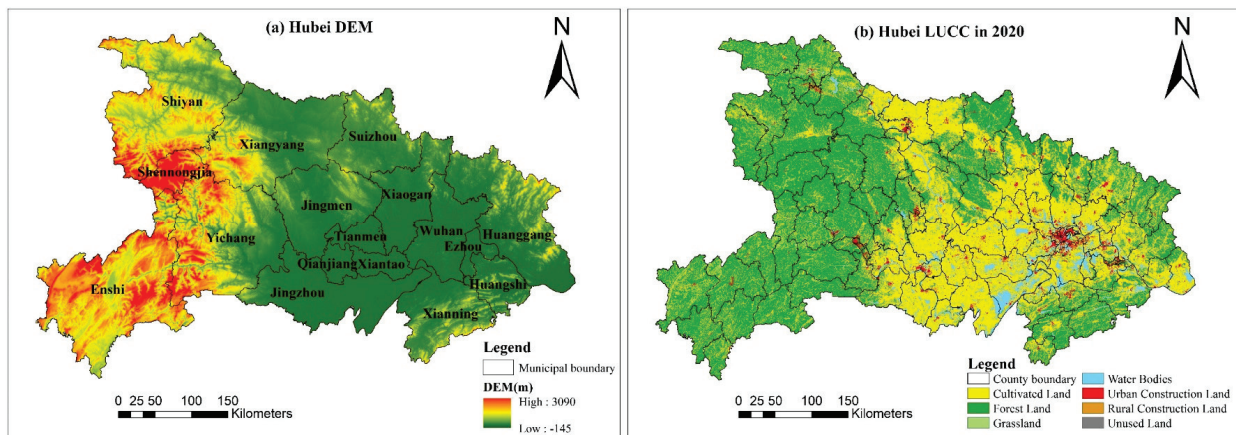 (a) Hubei DEM
N
Shiyan
Xiangyang
Suizhou
Shennongjia
Jingmen
Xiaogan
Yichang
Tianmen
Wuhan
Ezhou
Huanggang
Qianjiang
Xiantao
Enshi
Jingzhou
Huangshi
Xianning
Legend
Municipal boundary
DEM(m)
High : 3090
Low : -145
0 25 50 100 150
Kilometers
(b) Hubei LUCC in 2020
N
Legend
County boundary
Cultivated Land
Forest Land
Grassland
Water Bodies
Urban Construction Land
Rural Construction Land
Unused Land
0 25 50 100 150
Kilometers